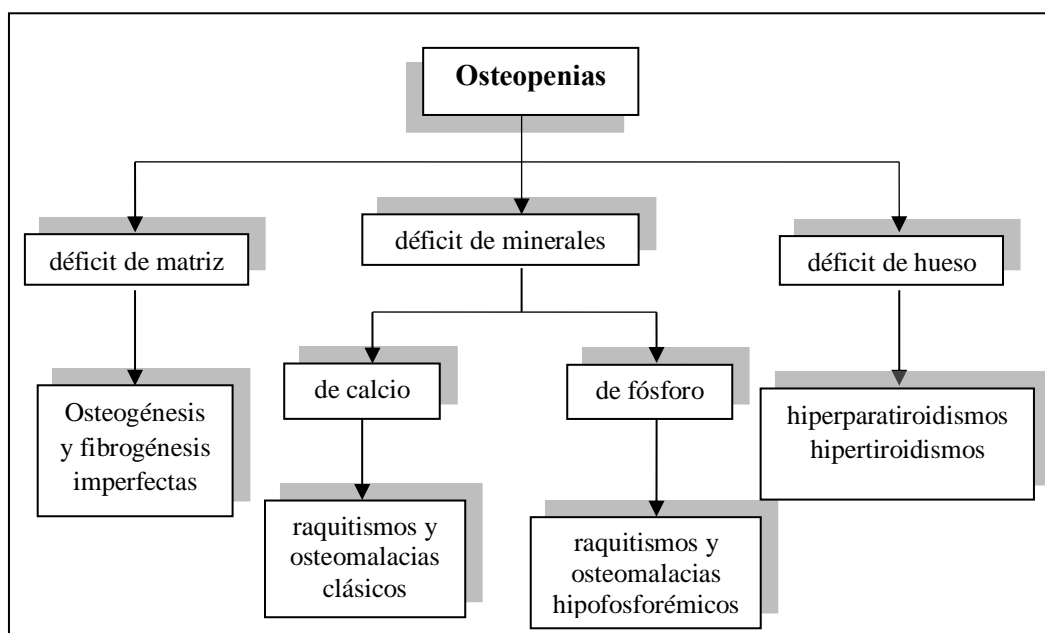 Osteopenias
déficit de matriz
déficit de minerales
déficit de hueso
Osteogénesis
y fibrogénesis
imperfectas
de calcio
de fósforo
hiperparatiroidismos
hipertiroidismos
raquitismos y
osteomalacias
clásicos
raquitismos y
osteomalacias
hipofosforémicos